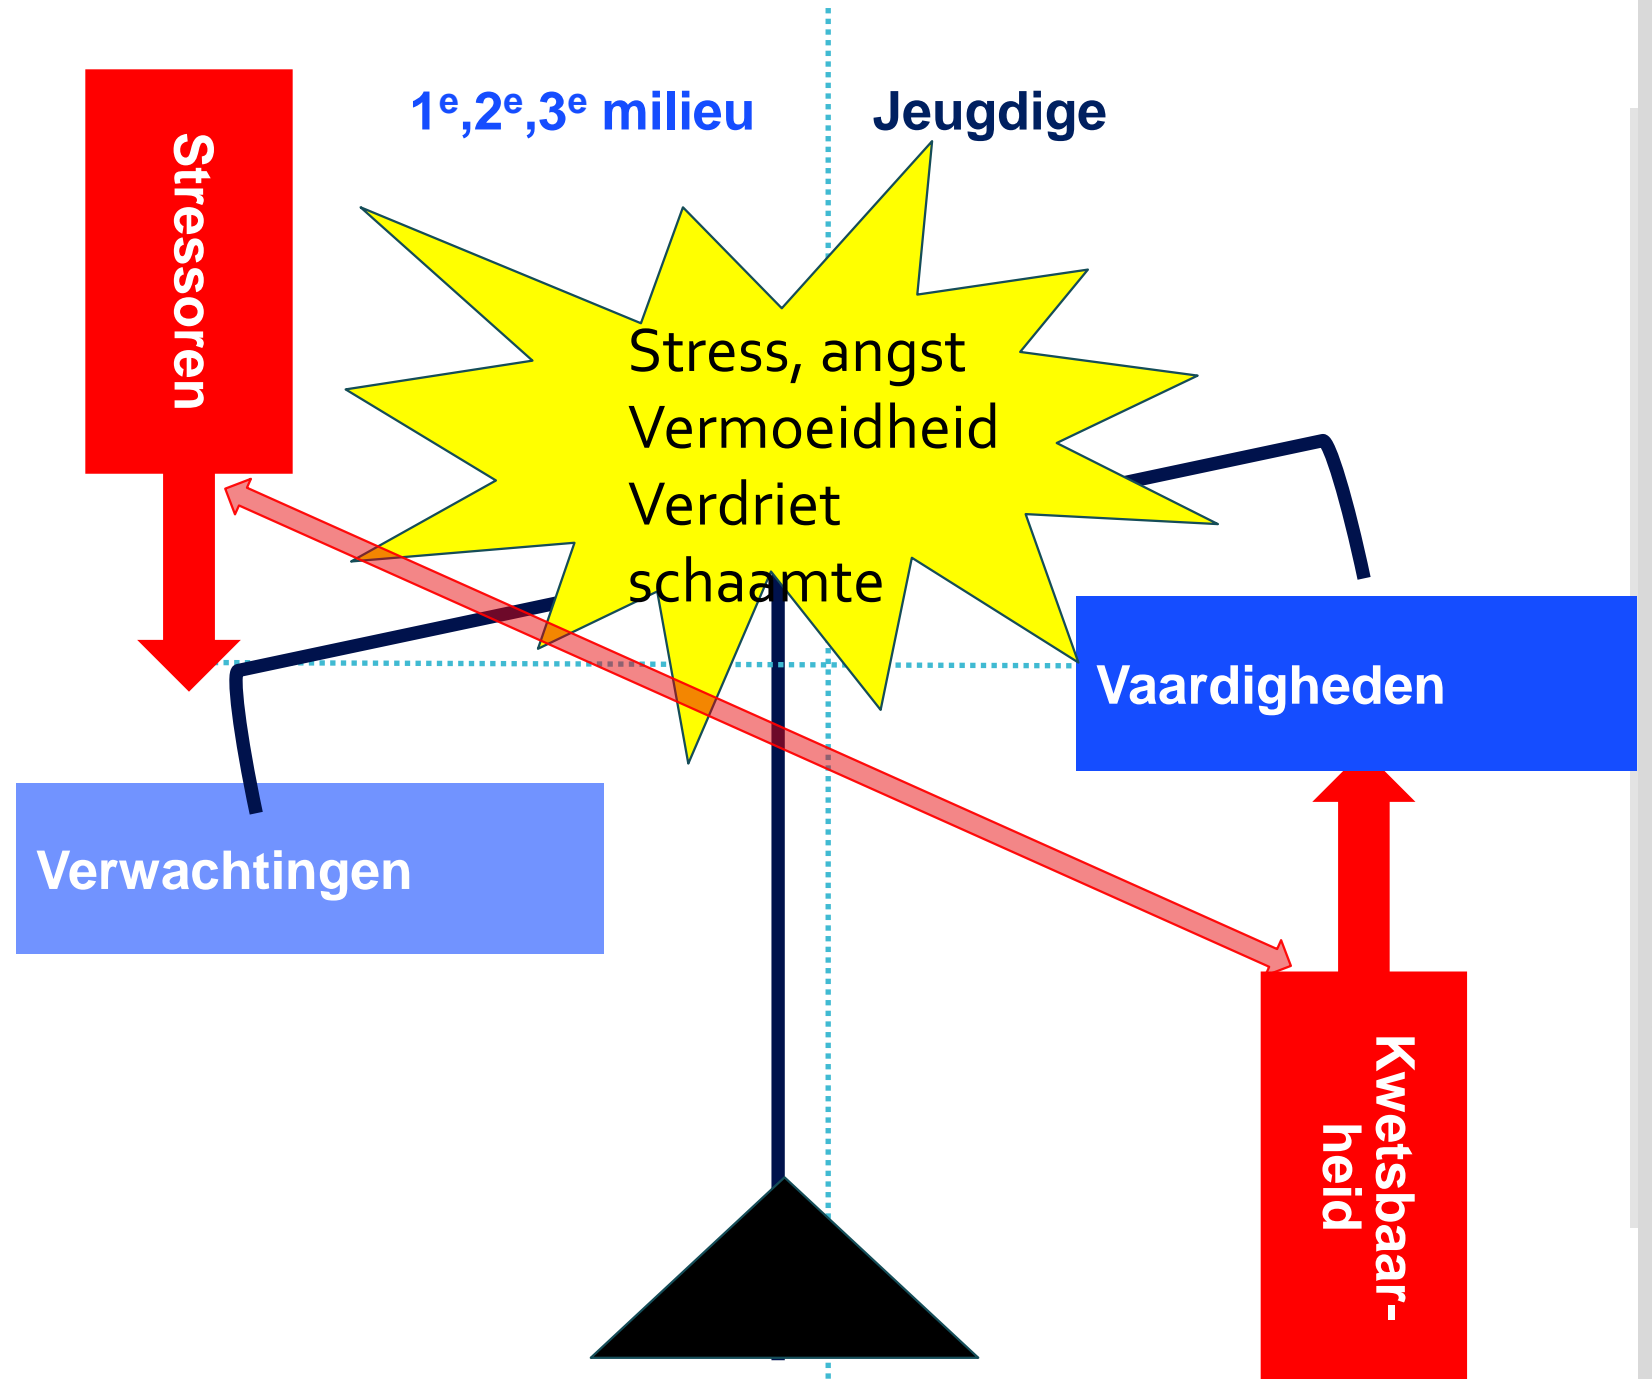 1e,2e,3e milieu
Jeugdige
Stressoren
Stress, angst
Vermoeidheid
Verdriet
schaamte
Vaardigheden
Verwachtingen
Kwetsbaar-
heid